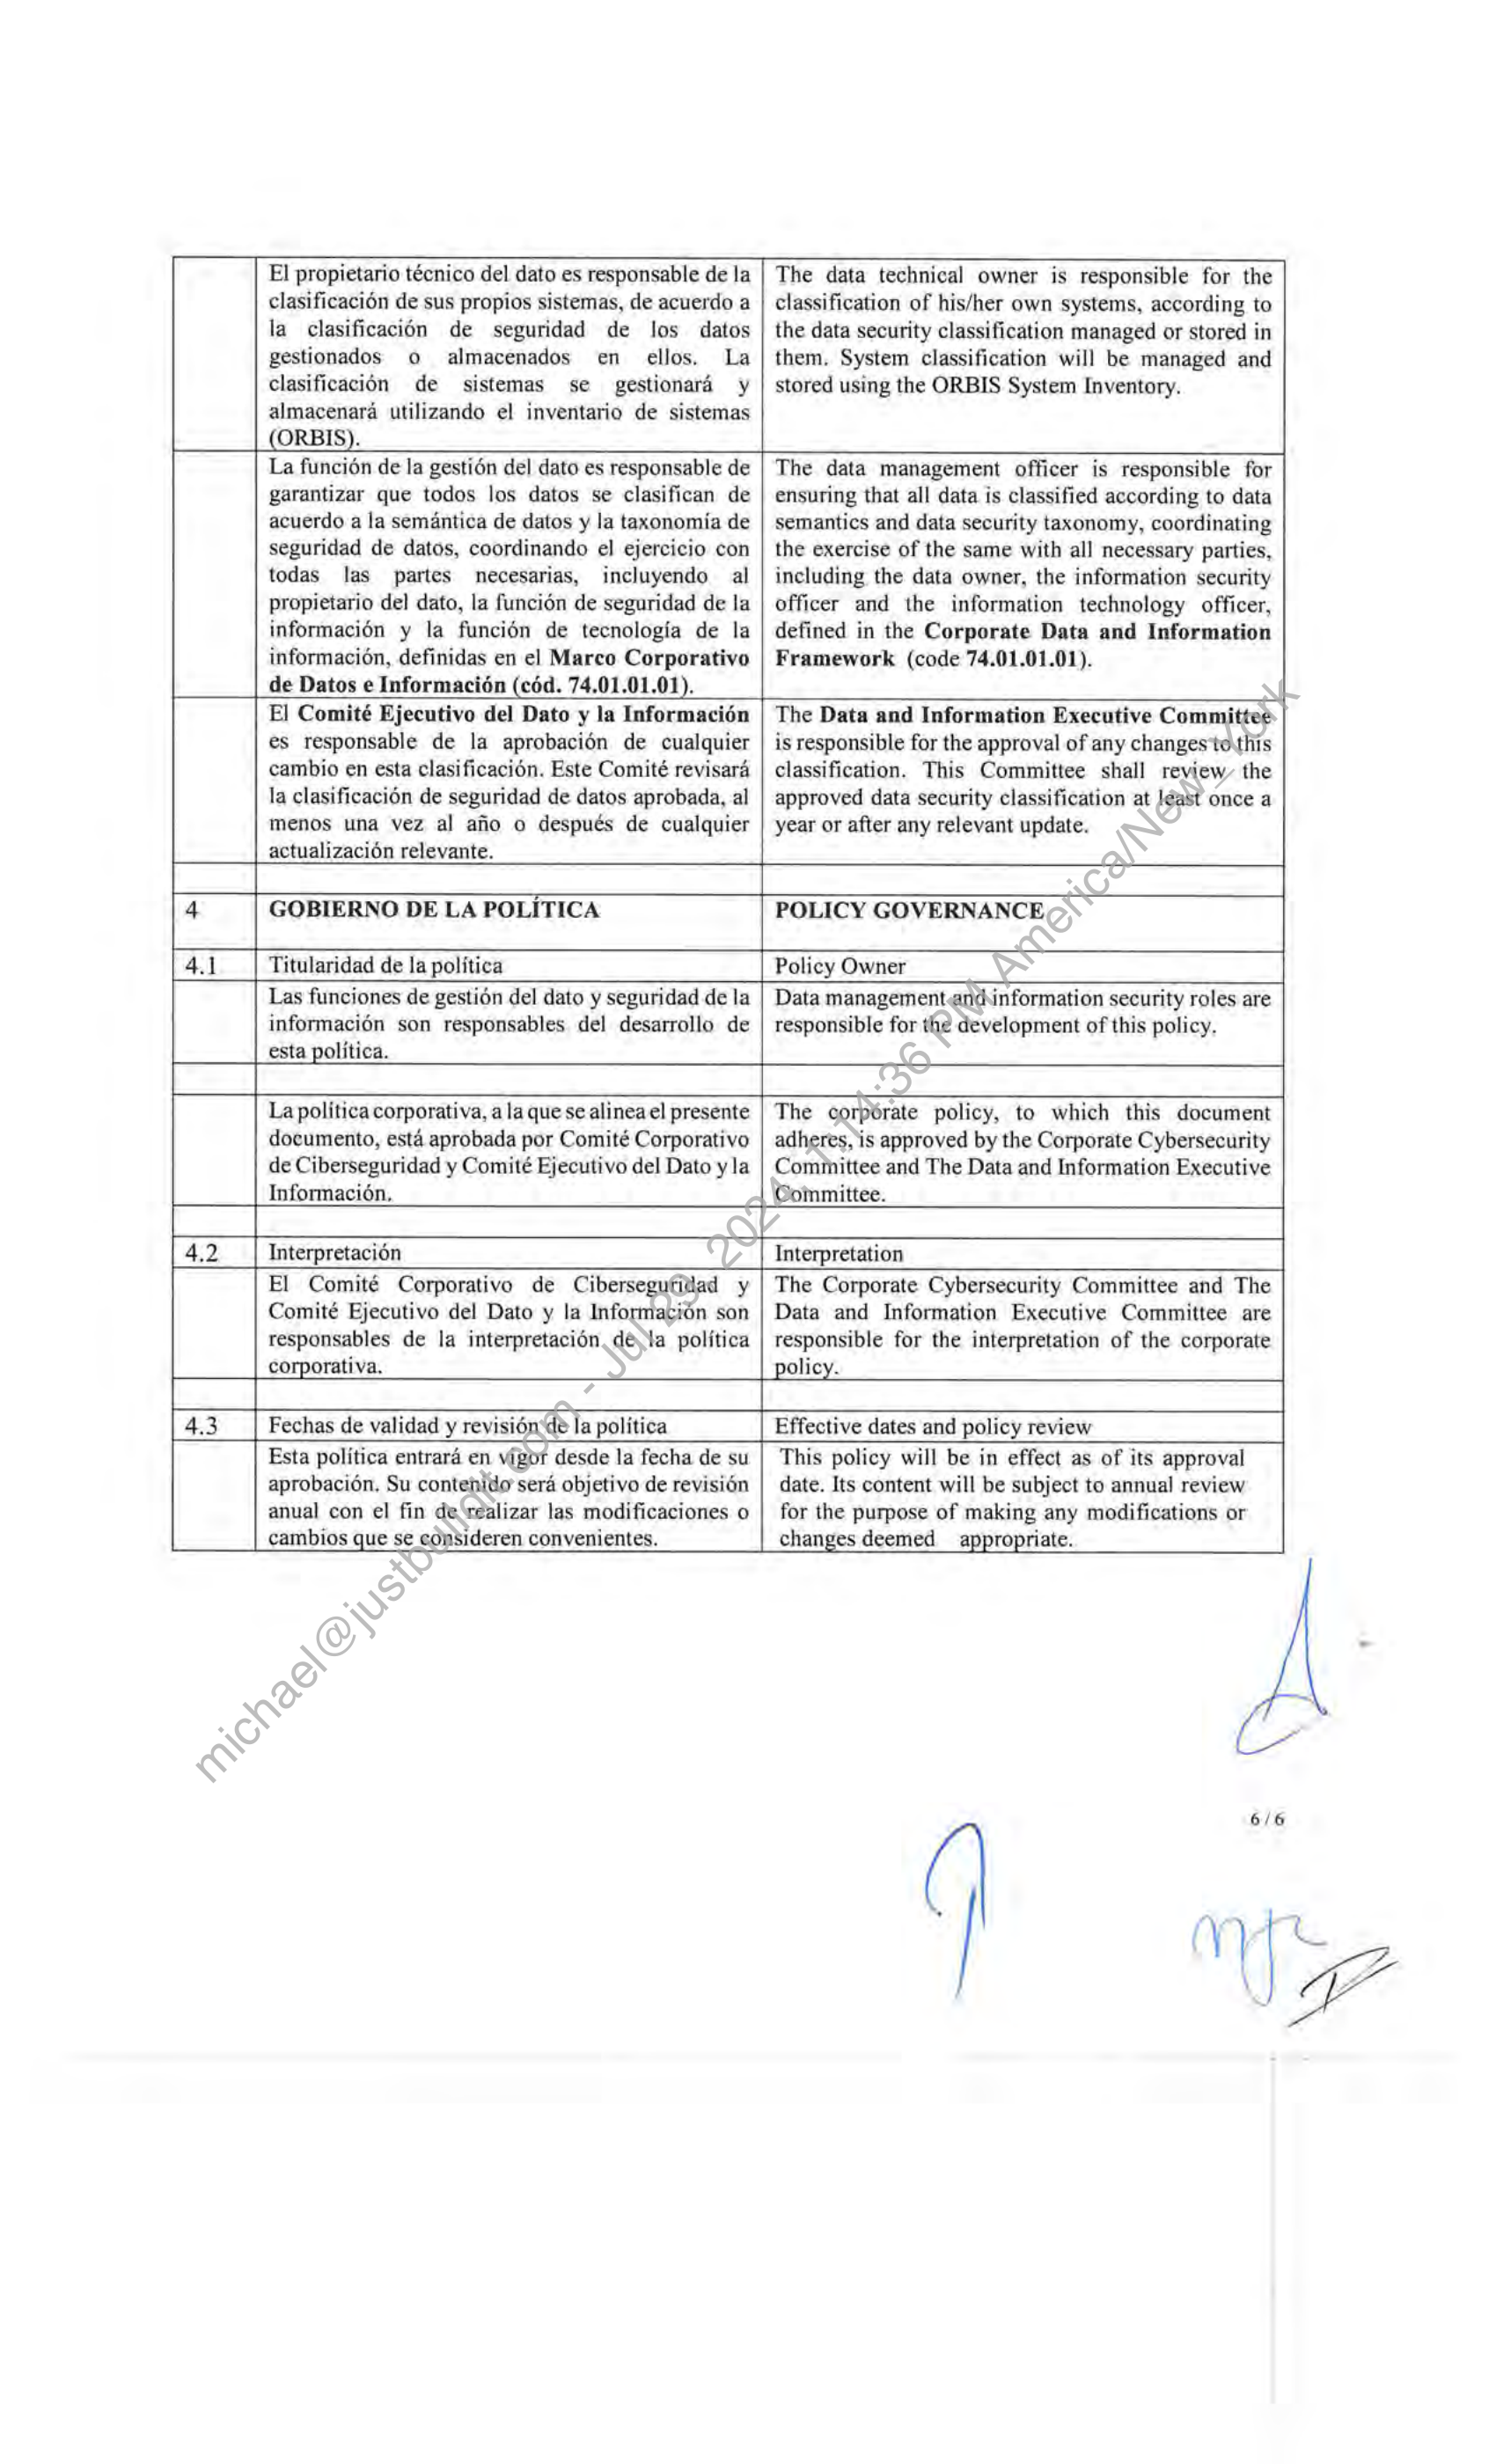 El propietario técnico del dato es responsable de la
clasificación de sus propios sistemas, de acuerdo a
la clasificación de seguridad de los datos
gestionados o almacenados en ellos. La
clasificación de sistemas se gestionará y
almacenará utilizando el inventario de sistemas
(ORBIS).
The data technical owner is responsible for the
classification of his/her own systems, according to
the data security classification managed or stored in
them. System classification will be managed and
stored using the ORBIS System Inventory.
La función de la gestión del dato es responsable de
garantizar que todos los datos se clasifican de
acuerdo a la semántica de datos y la taxonomía de
seguridad de datos, coordinando el ejercicio con
todas las partes necesarias, incluyendo al
propietario del dato, la función de seguridad de la
información y la función de tecnología de la
información, definidas en el Marco Corporativo
de Datos e Información (cód. 74.01.01.01).
The data management officer is responsible for
ensuring that all data is classified according to data
semantics and data security taxonomy, coordinating
the exercise of the same with all necessary parties,
including the data owner, the information security
officer and the information technology officer,
defined in the Corporate Data and Information
Framework (code 74.01.01.01).
El Comité Ejecutivo del Dato y la Información
es responsable de la aprobación de cualquier
cambio en esta clasificación. Este Comité revisará
la clasificación de seguridad de datos aprobada, al
menos una vez al año o después de cualquier
actualización relevante.
The Data and Information Executive Committee
is responsible for the approval of any changes to this
classification. This Committee shall review the
approved data security classification at least once a
year or after any relevant update.
4 GOBIERNO DE LA POLÍTICA POLICY GOVERNANCE
4.1 Titularidad de la política Policy Owner
Las funciones de gestión del dato y seguridad de la
información son responsables del desarrollo de
esta política.
Data management and information security roles are
responsible for the development of this policy.
La política corporativa, a la que se alinea el presente
documento, está aprobada por Comité Corporativo
de Ciberseguridad y Comité Ejecutivo del Dato y la
Información.
The corporate policy, to which this document
adheres, is approved by the Corporate Cybersecurity
Committee and The Data and Information Executive
Committee.
4.2 Interpretación Interpretation
El Comité Corporativo de Ciberseguridad y
Comité Ejecutivo del Dato y la Información son
responsables de la interpretación de la política
corporativa.
The Corporate Cybersecurity Committee and The
Data and Information Executive Committee are
responsible for the interpretation of the corporate
policy.
4.3 Fechas de validad y revisión de la política Effective dates and policy review
Esta política entrará en vigor desde la fecha de su
aprobación. Su contenido será objetivo de revisión
anual con el fin de realizar las modificaciones o
cambios que se consideren convenientes.
This policy will be in effect as of its approval
date. Its content will be subject to annual review
for the purpose of making any modifications or
changes deemed appropriate.
michael@justbuildit.com - Jul 29, 2024, 1:14:36 PM America/New_York
6 / 6